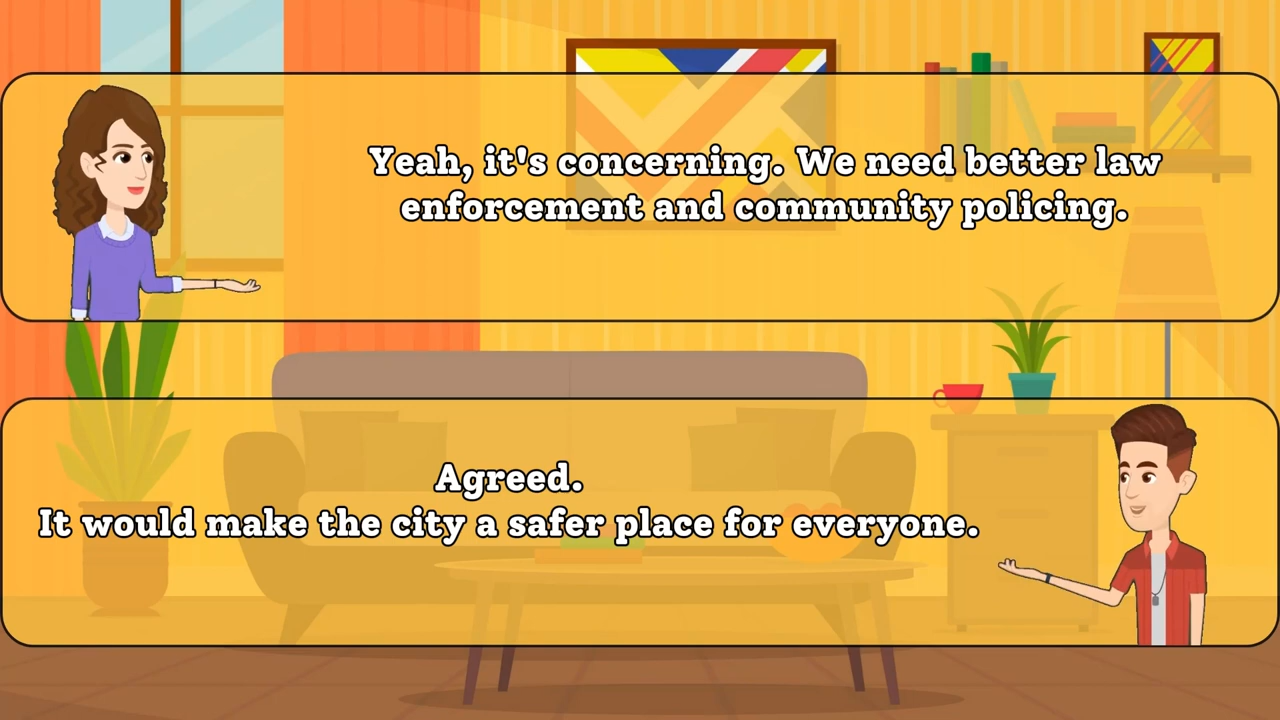 Yeah, it's concerning. We need better law
enforcement and community policing.
Agreed.
It would make the city a safer place for everyone.